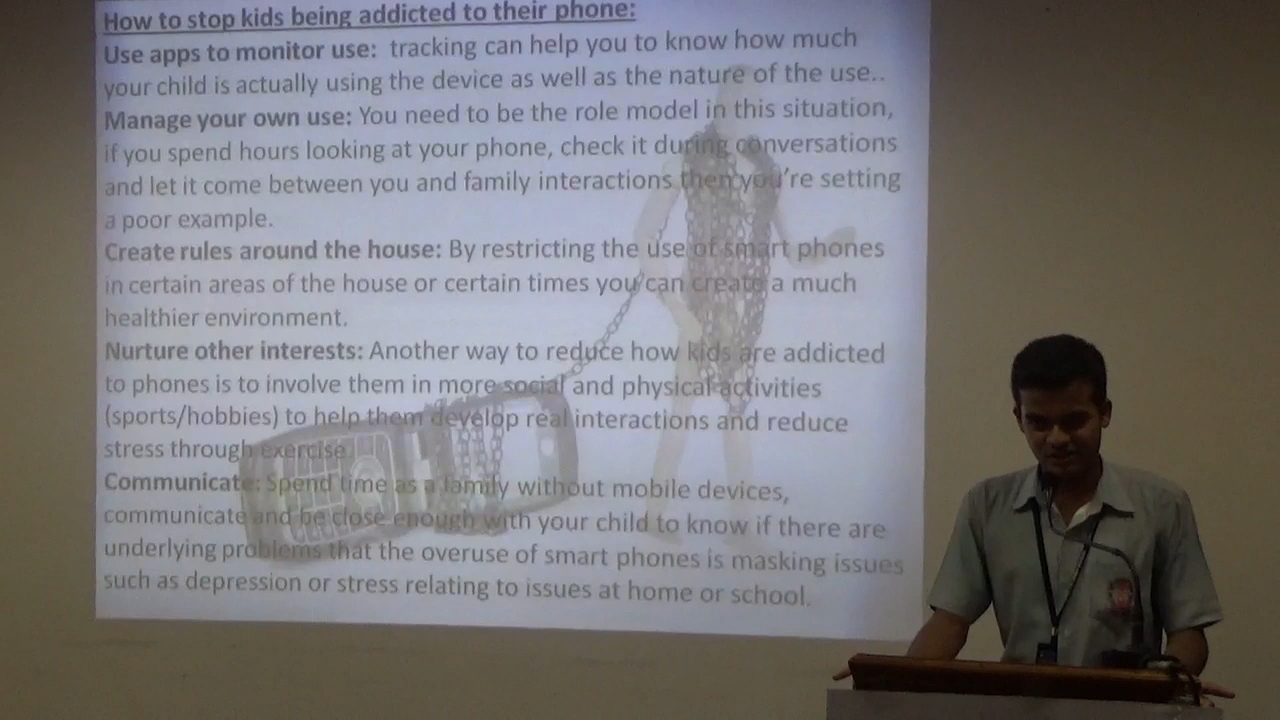 How to stop kids being addicted to their phone:
Use apps to monitor use: tracking can help you to know how much
your child is actually using the device as well as the nature of the use..
Manage your own use: You need to be the role model in this situation,
if you spend hours looking at your phone, check it during conversations
and let it come between you and family interactions then you're setting
a poor example.
Create rules around the house: By restricting the use of smart phones
in certain areas of the house or certain times you can create a much
healthier environment.
Nurture other interests: Another way to reduce how kids are addicted
to phones is to involve them in more social and physical activities
(sports/hobbies) to help them develop real interactions and reduce
stress through exercise
Communicate: Spend time as a family without mobile devices,
communicate and be close enough with your child to know if there are
underlying problems that the overuse of smart phones is masking issues
such as depression or stress relating to issues at home or school.